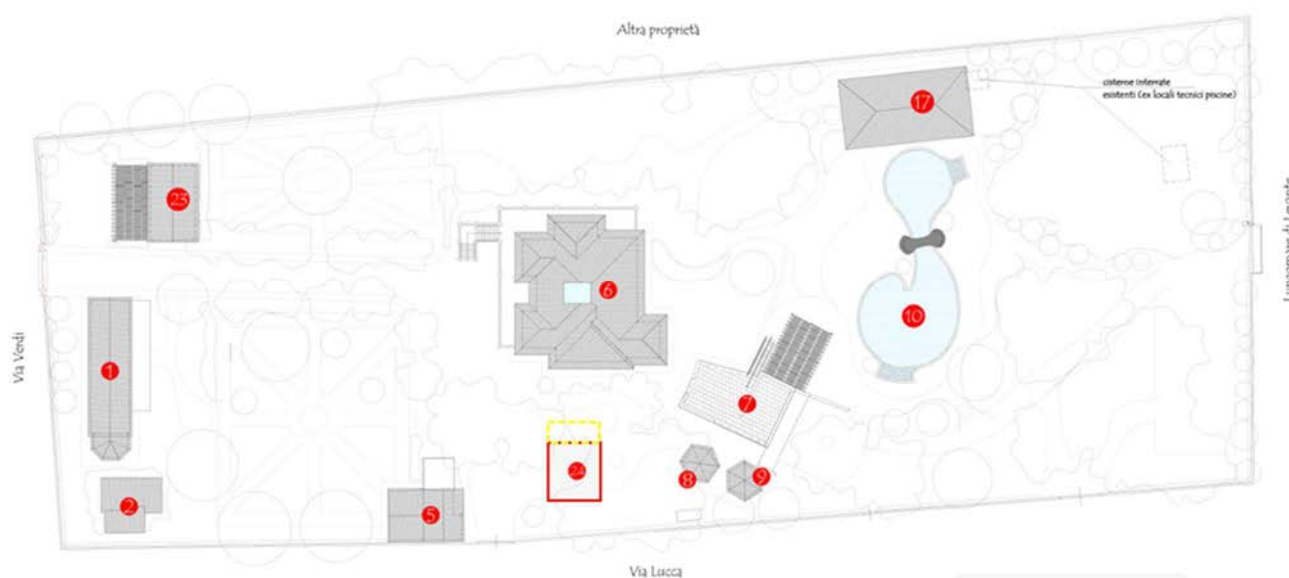 Altra proprietà
cisterne interrate
esistenti (ex locali tecnici piscine)
17
23
6
10
Via Verdi
1
7
24
8
9
2
5
Via Lucca